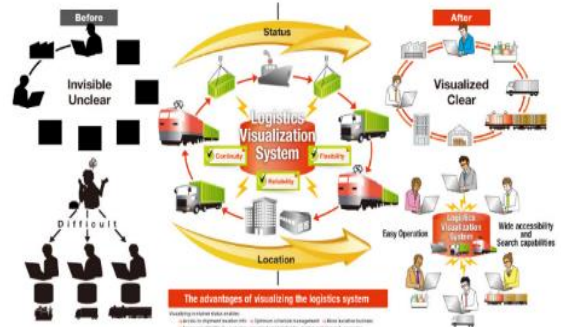 Before
Invisible
Unclear
Difficult
Status
Logistics
Visualization
System
Continuity
Flexibility
Reliability
Location
The advantages of visualizing the logistics system
After
Visualized
Clear
Easy Operation
Logistics
Visualization
System
Wide accessibility
and
Search capabilities